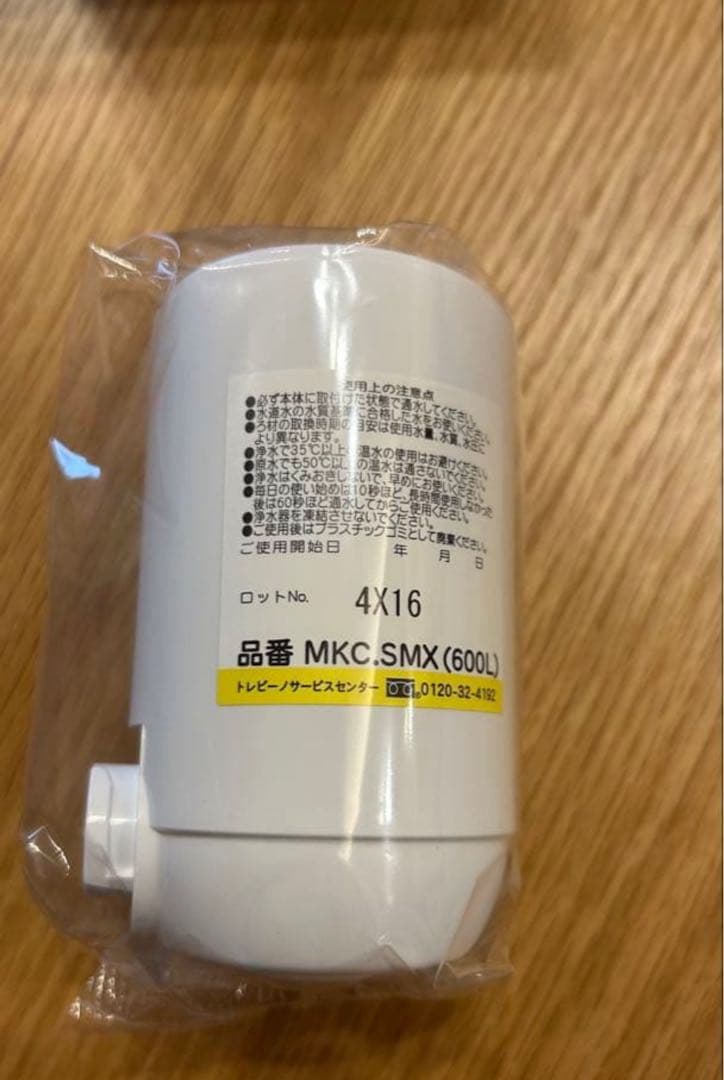 使用上の注意点
●必ず本体に取付けた状態で通水してください。
●水道水の水質基準に合格した水をお使いください。
●ろ材の取換時期の目安は使用水量、水質、水圧に
より異なります。
●浄水で35℃以上の温水の使用はお避けください。
●原水でも50℃以上の温水は通さないでください。
●浄水はくみおきしないで、早めにお使いください。
●毎日の使い始めは10秒ほど、長時間使用しなかった
後は60秒ほど通水してからご使用ください。
●浄水器を凍結させないでください。
●ご使用後はプラスチックゴミとして廃棄ください。
ご使用開始日 年 月 日
ロットNo. 4X16
品番 MKC.SMX(600L)
トレビーノサービスセンター 0120-32-4192